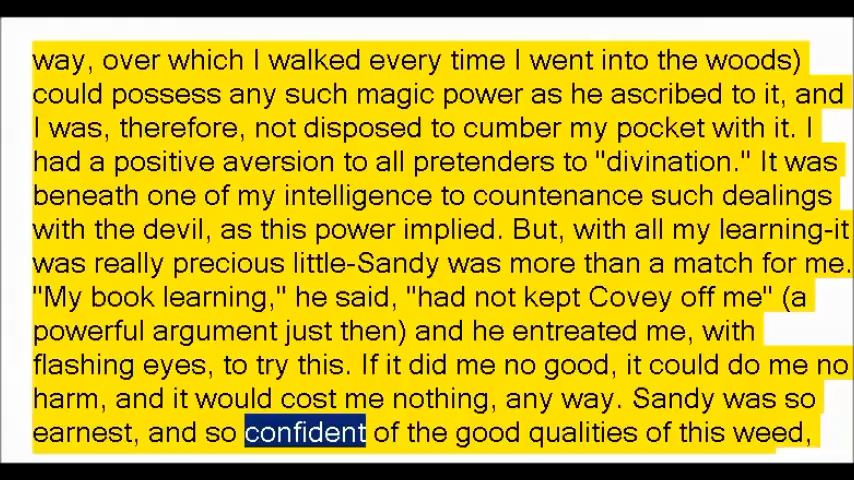 way, over which I walked every time I went into the woods)
could possess any such magic power as he ascribed to it, and
I was, therefore, not disposed to cumber my pocket with it. I
had a positive aversion to all pretenders to "divination." It was
beneath one of my intelligence to countenance such dealings
with the devil, as this power implied. But, with all my learning-it
was really precious little-Sandy was more than a match for me.
"My book learning," he said, "had not kept Covey off me" (a
powerful argument just then) and he entreated me, with
flashing eyes, to try this. If it did me no good, it could do me no
harm, and it would cost me nothing, any way. Sandy was so
earnest, and so confident of the good qualities of this weed,